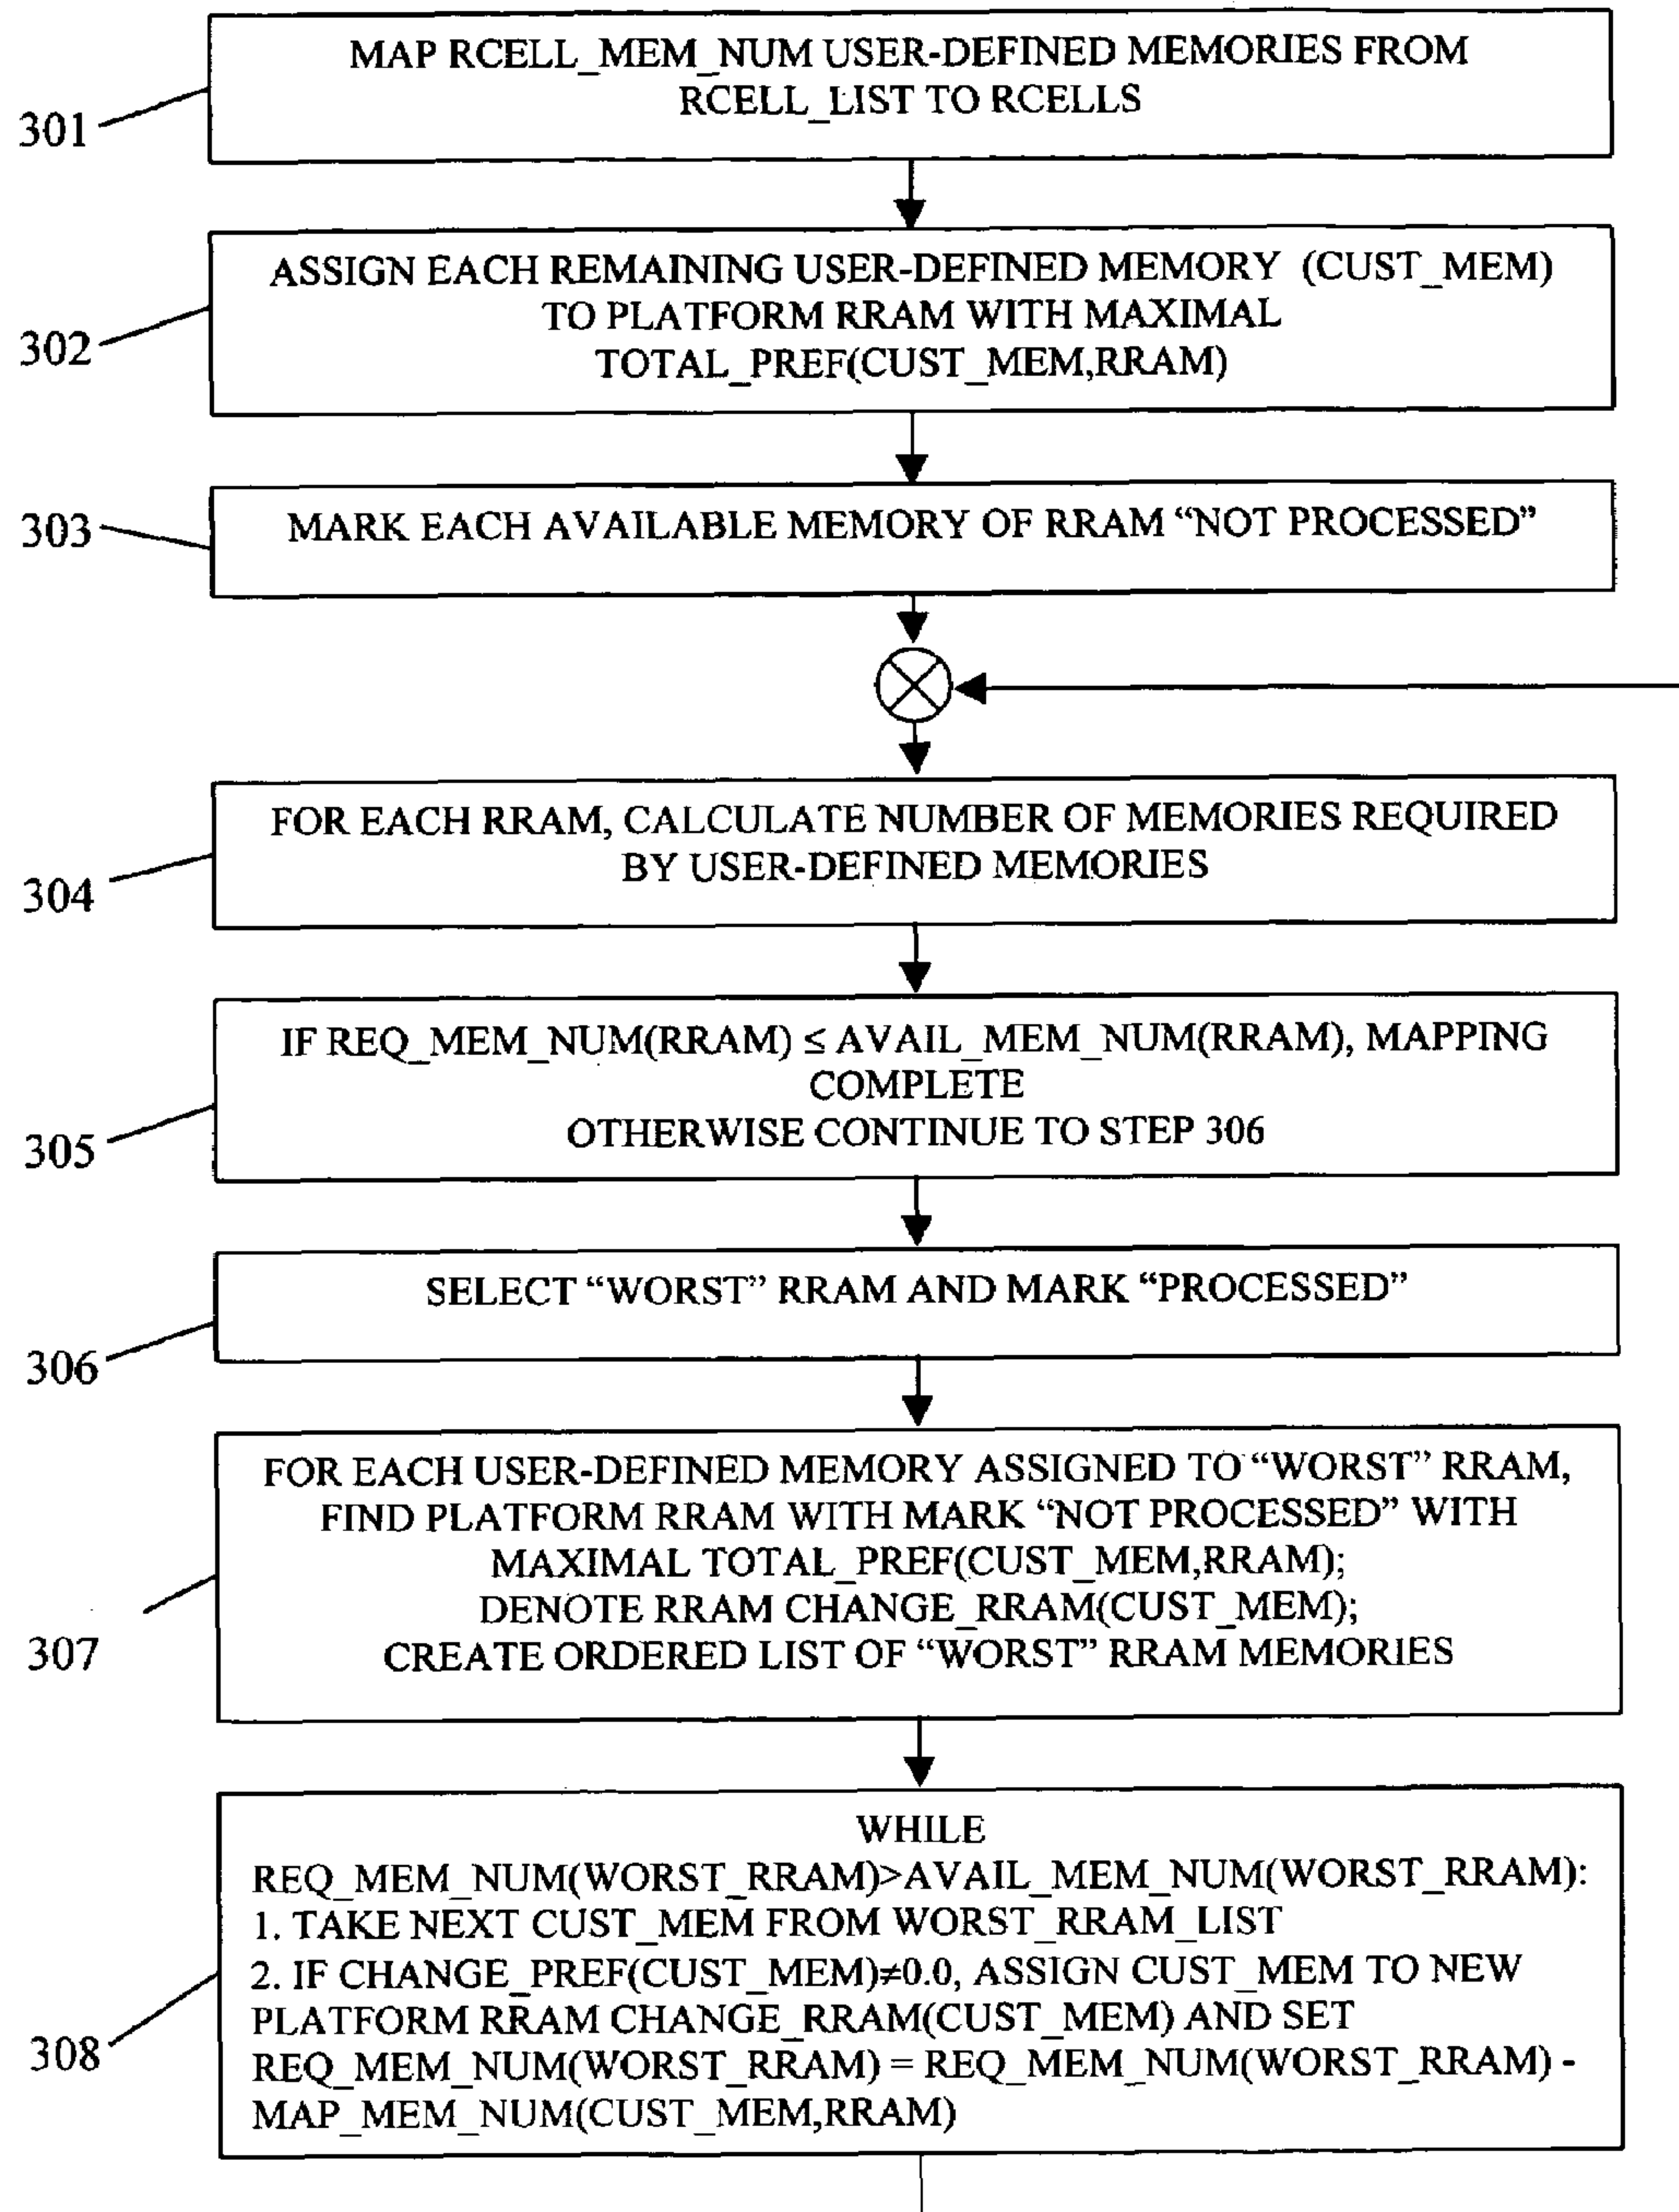 MAP RCELL_MEM_NUM USER-DEFINED MEMORIES FROM
RCELL_LIST TO RCELLS
301
ASSIGN EACH REMAINING USER-DEFINED MEMORY (CUST_MEM)
TO PLATFORM RRAM WITH MAXIMAL
TOTAL_PREF(CUST_MEM,RRAM)
302
MARK EACH AVAILABLE MEMORY OF RRAM “NOT PROCESSED”
303
FOR EACH RRAM, CALCULATE NUMBER OF MEMORIES REQUIRED
BY USER-DEFINED MEMORIES
304
IF REQ_MEM_NUM(RRAM) ≤ AVAIL_MEM_NUM(RRAM), MAPPING
COMPLETE
OTHERWISE CONTINUE TO STEP 306
305
SELECT “WORST” RRAM AND MARK “PROCESSED”
306
FOR EACH USER-DEFINED MEMORY ASSIGNED TO “WORST” RRAM,
FIND PLATFORM RRAM WITH MARK “NOT PROCESSED” WITH
MAXIMAL TOTAL_PREF(CUST_MEM,RRAM);
DENOTE RRAM CHANGE_RRAM(CUST_MEM);
CREATE ORDERED LIST OF “WORST” RRAM MEMORIES
307
WHILE
REQ_MEM_NUM(WORST_RRAM)>AVAIL_MEM_NUM(WORST_RRAM):
1. TAKE NEXT CUST_MEM FROM WORST_RRAM_LIST
2. IF CHANGE_PREF(CUST_MEM)≠0.0, ASSIGN CUST_MEM TO NEW
PLATFORM RRAM CHANGE_RRAM(CUST_MEM) AND SET
REQ_MEM_NUM(WORST_RRAM) = REQ_MEM_NUM(WORST_RRAM) -
MAP_MEM_NUM(CUST_MEM,RRAM)
308